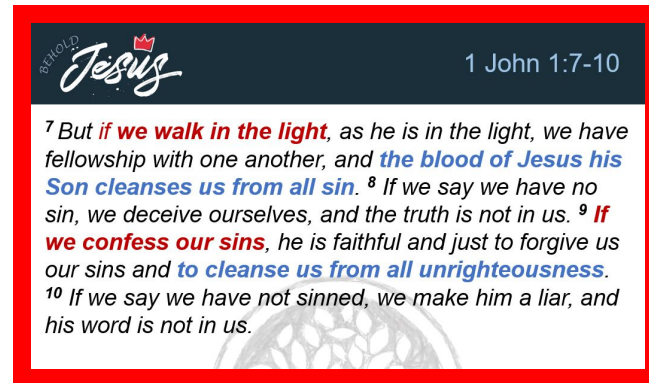 BEHOLD
Jesus
1 John 1:7-10
7 But if we walk in the light, as he is in the light, we have
fellowship with one another, and the blood of Jesus his
Son cleanses us from all sin. 8 If we say we have no
sin, we deceive ourselves, and the truth is not in us. 9 If
we confess our sins, he is faithful and just to forgive us
our sins and to cleanse us from all unrighteousness.
10 If we say we have not sinned, we make him a liar, and
his word is not in us.